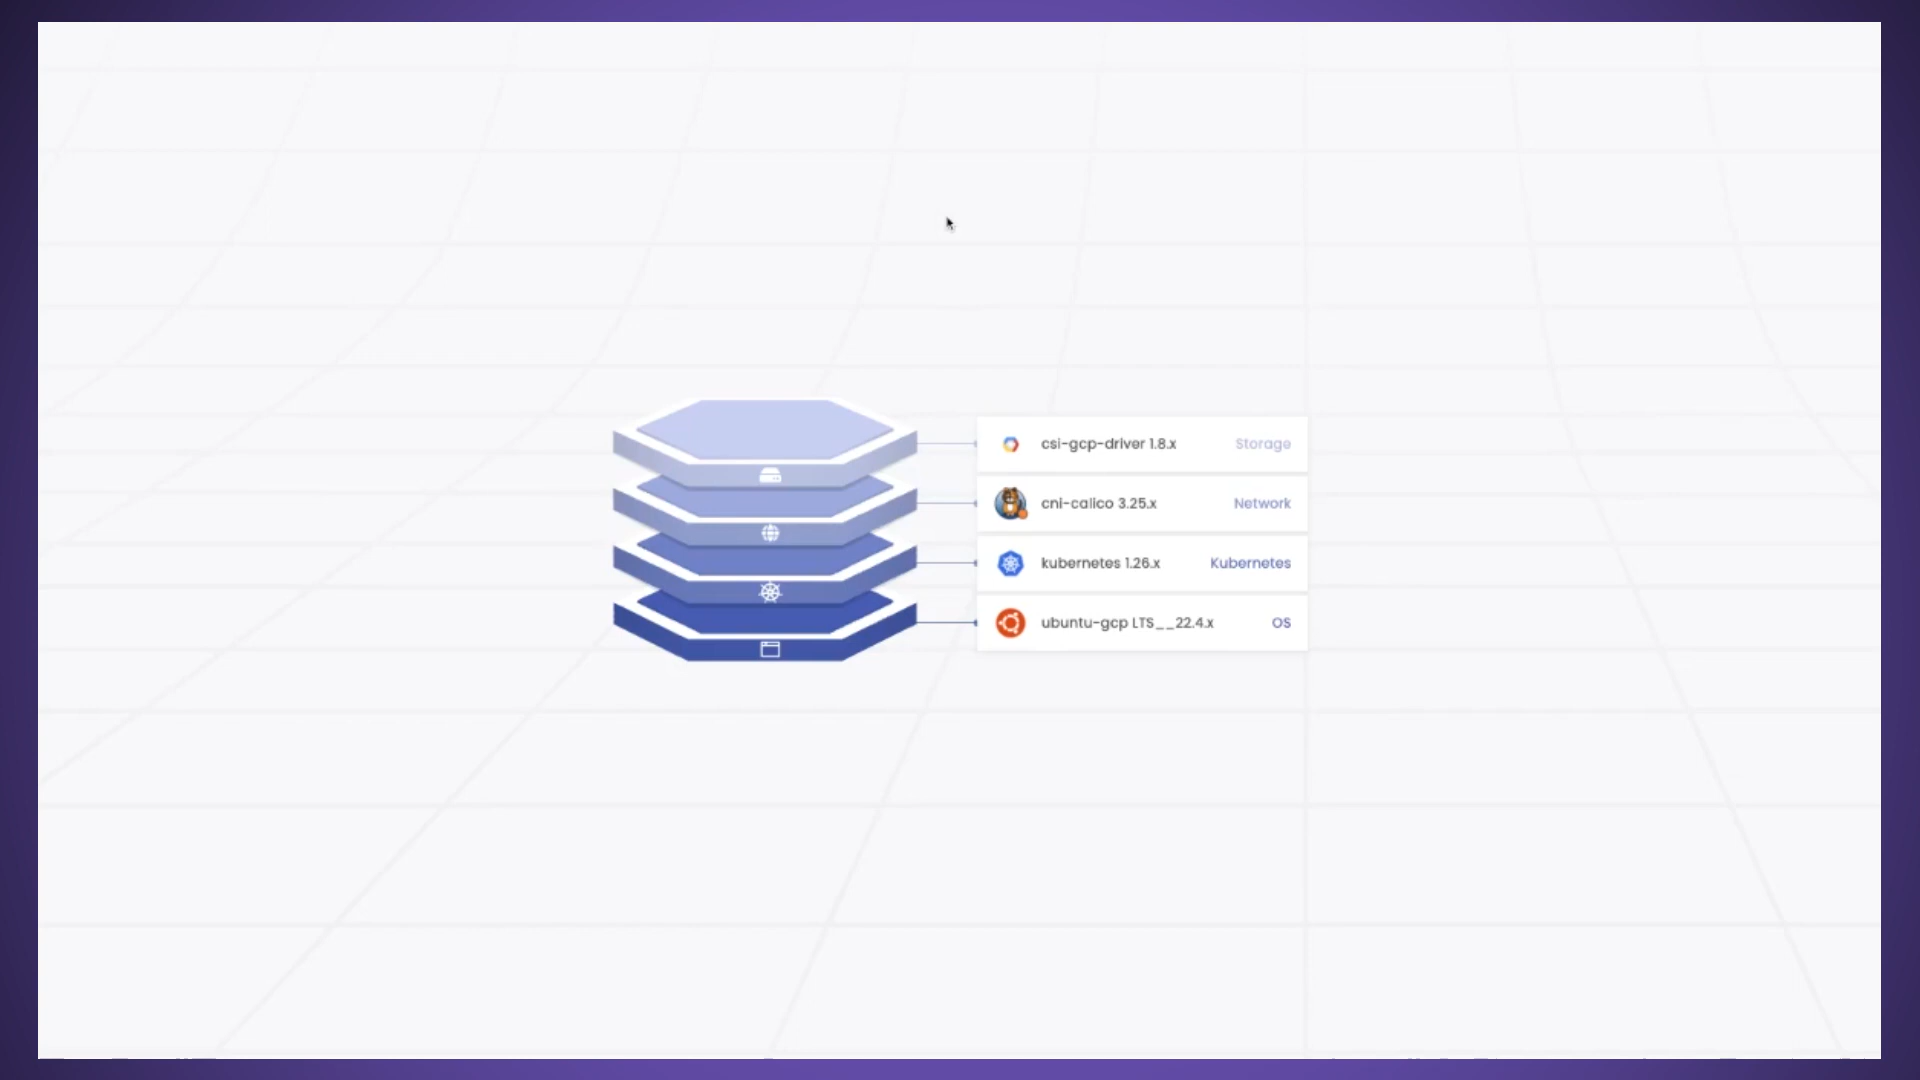 csi-gcp-driver 1.8.x Storage
cni-calico 3.25.x Network
kubernetes 1.26.x Kubernetes
ubuntu-gcp LTS__22.4.x OS